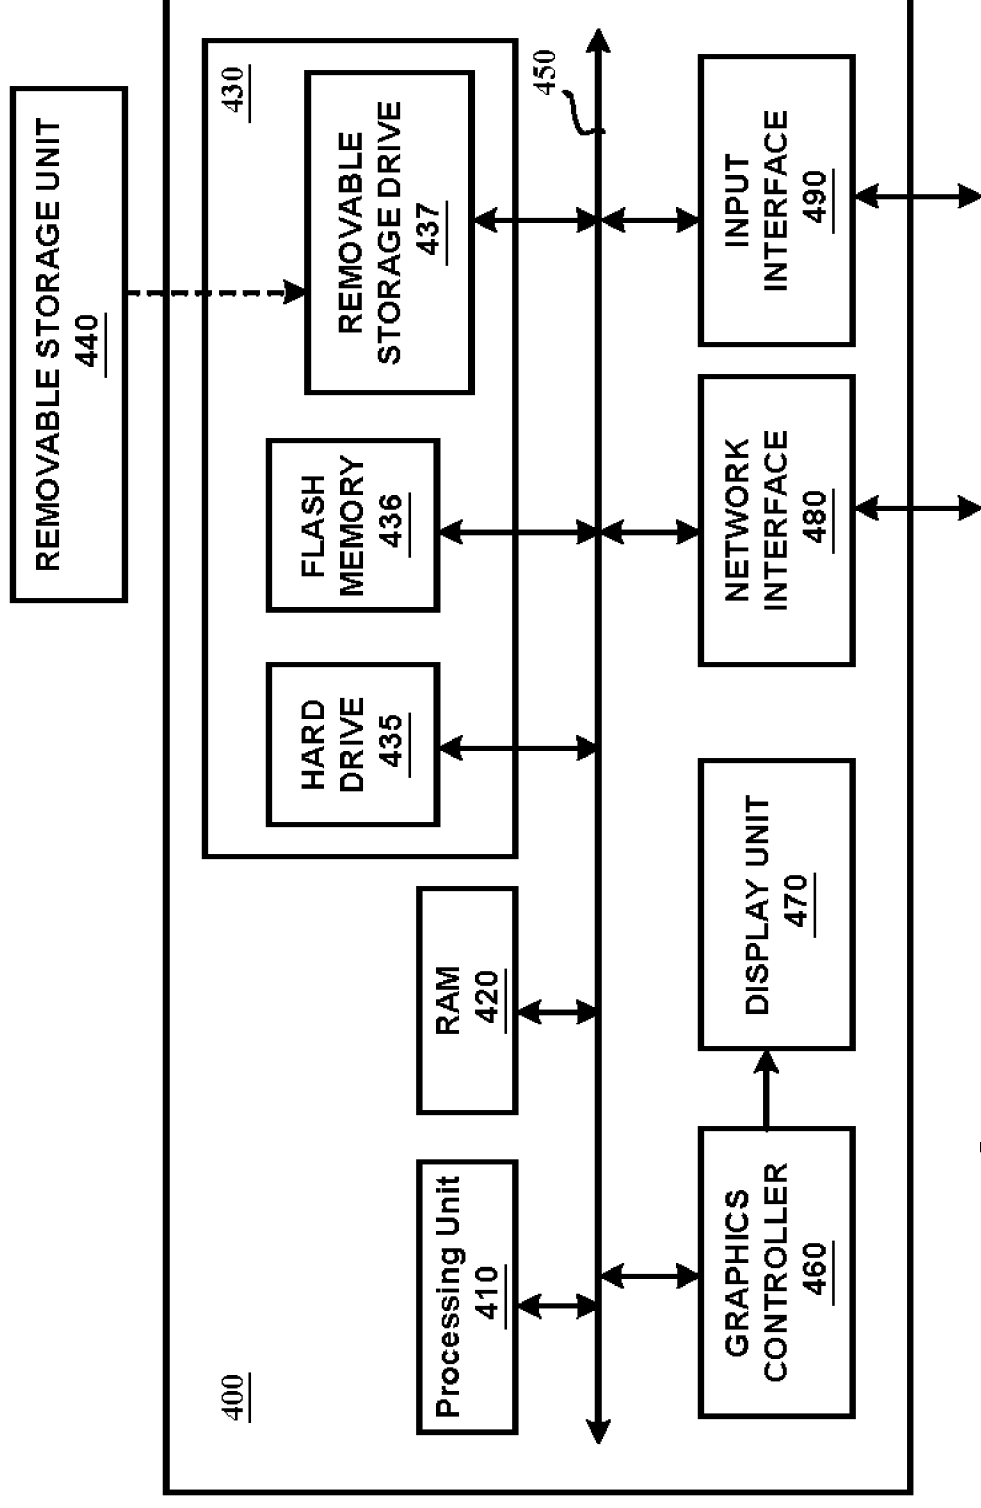 REMOVABLE STORAGE UNIT
440
430
REMOVABLE
STORAGE DRIVE
437
FLASH
MEMORY
436
HARD
DRIVE
435
RAM
420
Processing Unit
410
400
450
GRAPHICS
CONTROLLER
460
DISPLAY UNIT
470
NETWORK
INTERFACE
480
INPUT
INTERFACE
490